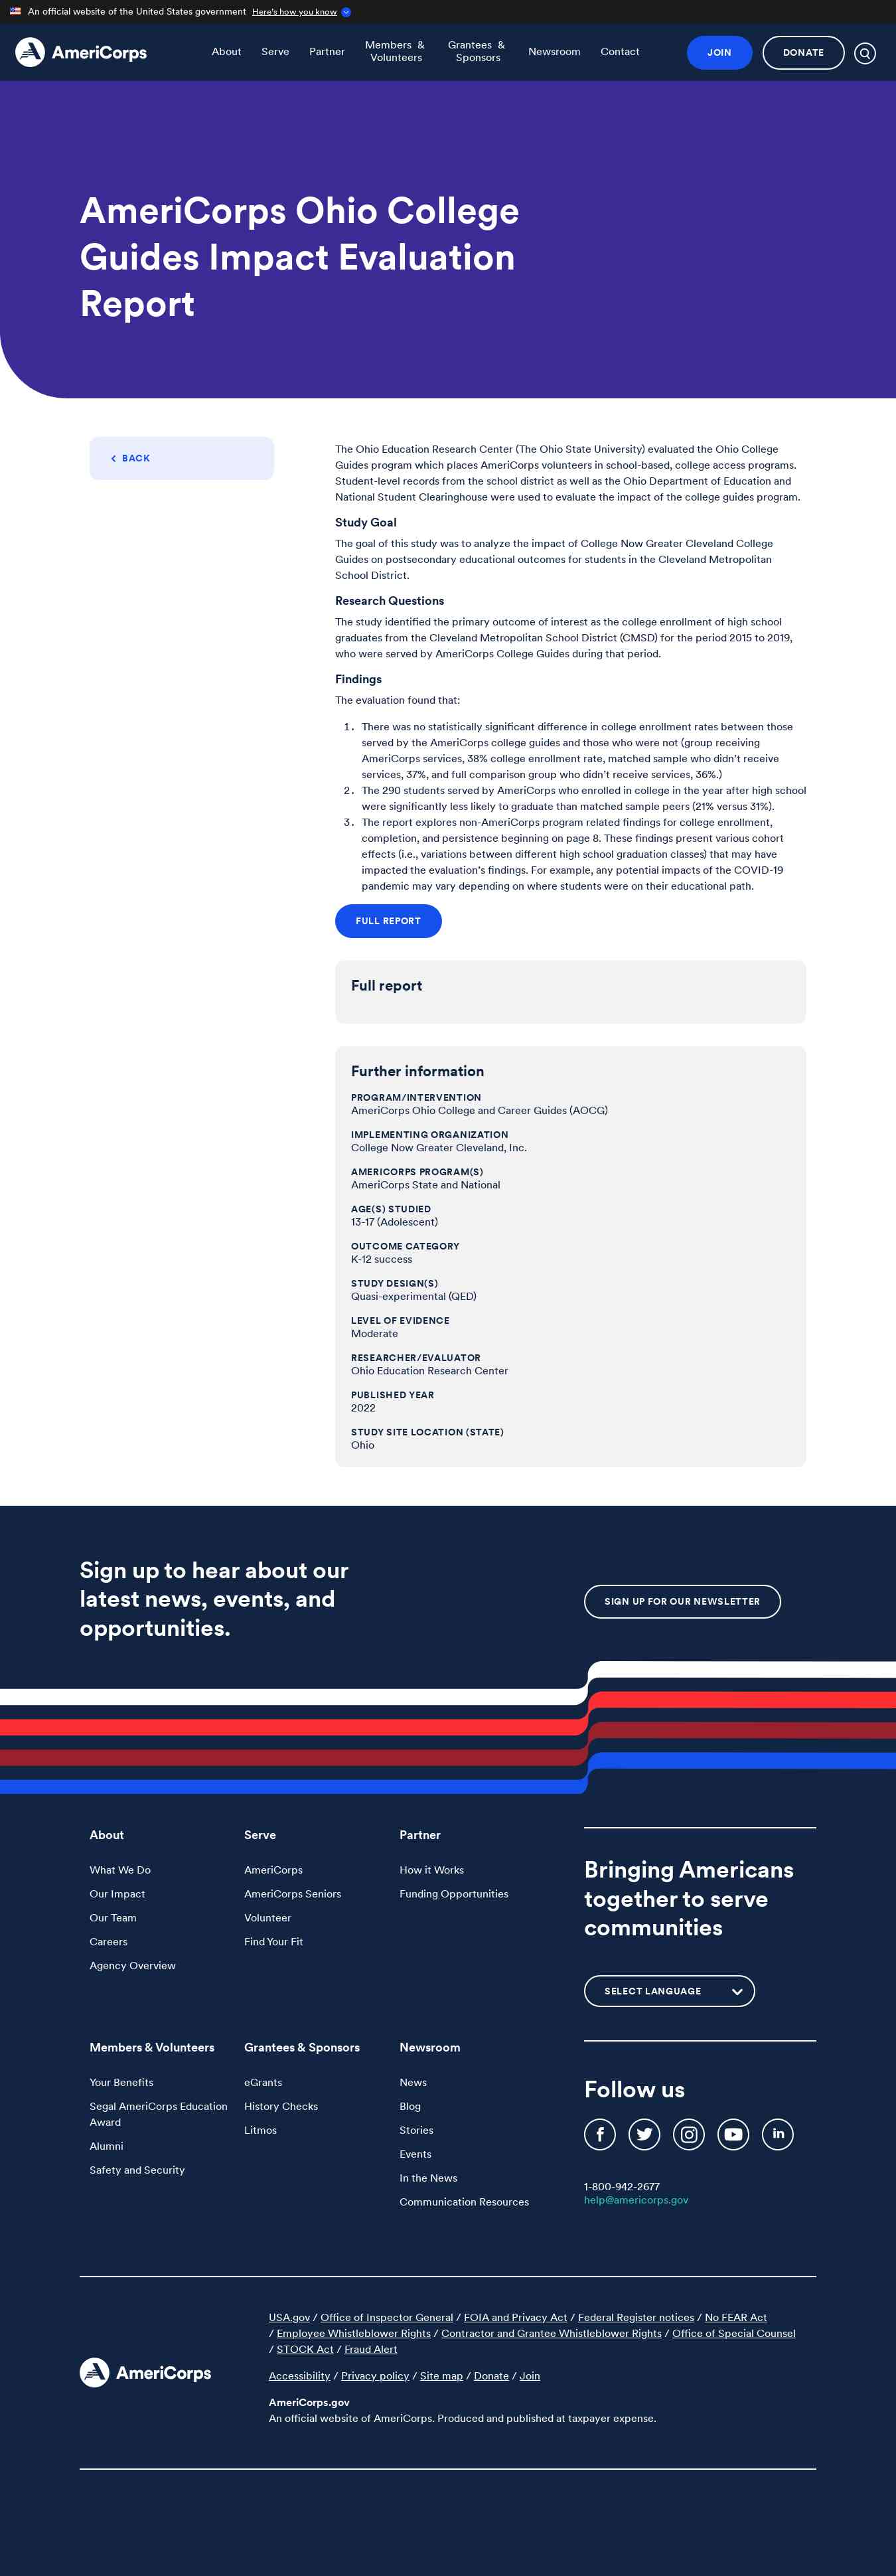 An official website of the United States government Here's how you know
AmeriCorps
About
Serve
Partner
Members &
Volunteers
Grantees &
Sponsors
Newsroom
Contact
JOIN
DONATE
AmeriCorps Ohio College
Guides Impact Evaluation
Report
BACK
The Ohio Education Research Center (The Ohio State University) evaluated the Ohio College
Guides program which places AmeriCorps volunteers in school-based, college access programs.
Student-level records from the school district as well as the Ohio Department of Education and
National Student Clearinghouse were used to evaluate the impact of the college guides program.
Study Goal
The goal of this study was to analyze the impact of College Now Greater Cleveland College
Guides on postsecondary educational outcomes for students in the Cleveland Metropolitan
School District.
Research Questions
The study identified the primary outcome of interest as the college enrollment of high school
graduates from the Cleveland Metropolitan School District (CMSD) for the period 2015 to 2019,
who were served by AmeriCorps College Guides during that period.
Findings
The evaluation found that:
1. There was no statistically significant difference in college enrollment rates between those
served by the AmeriCorps college guides and those who were not (group receiving
AmeriCorps services, 38% college enrollment rate, matched sample who didn't receive
services, 37%, and full comparison group who didn't receive services, 36%.)
2. The 290 students served by AmeriCorps who enrolled in college in the year after high school
were significantly less likely to graduate than matched sample peers (21% versus 31%).
3. The report explores non-AmeriCorps program related findings for college enrollment,
completion, and persistence beginning on page 8. These findings present various cohort
effects (i.e., variations between different high school graduation classes) that may have
impacted the evaluation's findings. For example, any potential impacts of the COVID-19
pandemic may vary depending on where students were on their educational path.
FULL REPORT
Full report
Further information
PROGRAM/INTERVENTION
AmeriCorps Ohio College and Career Guides (AOCG)
IMPLEMENTING ORGANIZATION
College Now Greater Cleveland, Inc.
AMERICORPS PROGRAM(S)
AmeriCorps State and National
AGE(S) STUDIED
13-17 (Adolescent)
OUTCOME CATEGORY
K-12 success
STUDY DESIGN(S)
Quasi-experimental (QED)
LEVEL OF EVIDENCE
Moderate
RESEARCHER/EVALUATOR
Ohio Education Research Center
PUBLISHED YEAR
2022
STUDY SITE LOCATION (STATE)
Ohio
Sign up to hear about our
latest news, events, and
opportunities.
SIGN UP FOR OUR NEWSLETTER
About
What We Do
Our Impact
Our Team
Careers
Agency Overview
Serve
AmeriCorps
AmeriCorps Seniors
Volunteer
Find Your Fit
Partner
How it Works
Funding Opportunities
Bringing Americans
together to serve
communities
SELECT LANGUAGE
Members & Volunteers
Your Benefits
Segal AmeriCorps Education
Award
Alumni
Safety and Security
Grantees & Sponsors
eGrants
History Checks
Litmos
Newsroom
News
Blog
Stories
Events
In the News
Communication Resources
Follow us
1-800-942-2677
help@americorps.gov
AmeriCorps
USA.gov / Office of Inspector General / FOIA and Privacy Act / Federal Register notices / No FEAR Act
/ Employee Whistleblower Rights / Contractor and Grantee Whistleblower Rights / Office of Special Counsel
/ STOCK Act / Fraud Alert
Accessibility / Privacy policy / Site map / Donate / Join
AmeriCorps.gov
An official website of AmeriCorps. Produced and published at taxpayer expense.